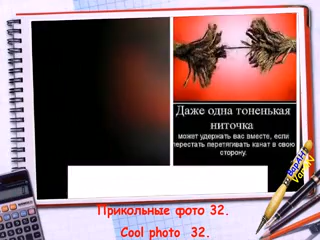 Даже одна тоненькая
ниточка
может удержать вас вместе, если
перестать перетягивать канат в свою
сторону.
Прикольные фото 32.
Cool photo 32.